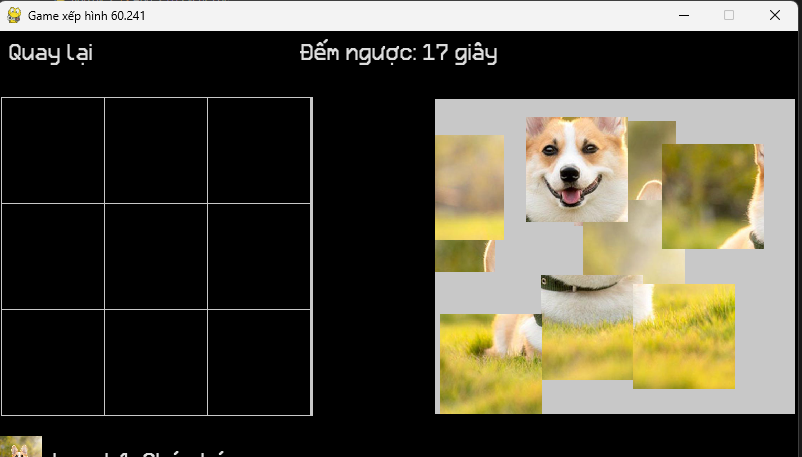 Game xếp hình 60.241
Quay lại
Đếm ngược: 17 giây